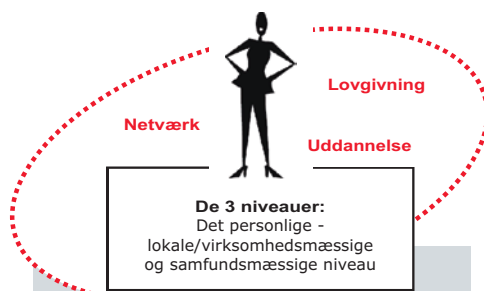 Lovgivning
Netværk
Uddannelse
De 3 niveauer:
Det personlige -
lokale/virksomhedsmæssige
og samfundsmæssige niveau